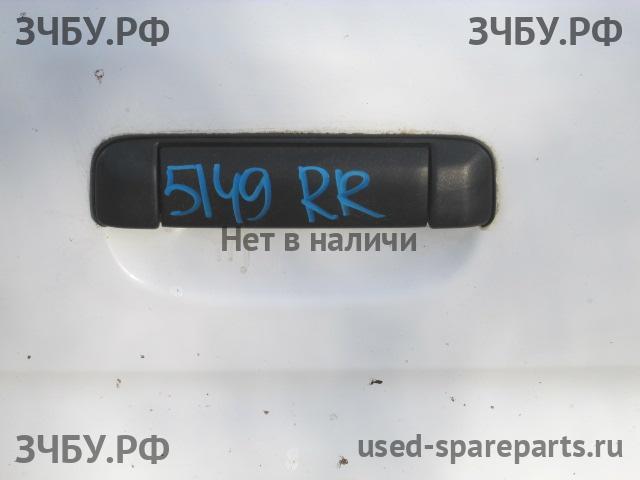 ЗЧБУ.РФ ЗЧБУ.РФ
5149 RR
Нет в наличи
ЗЧБУ.РФ used-spareparts.ru